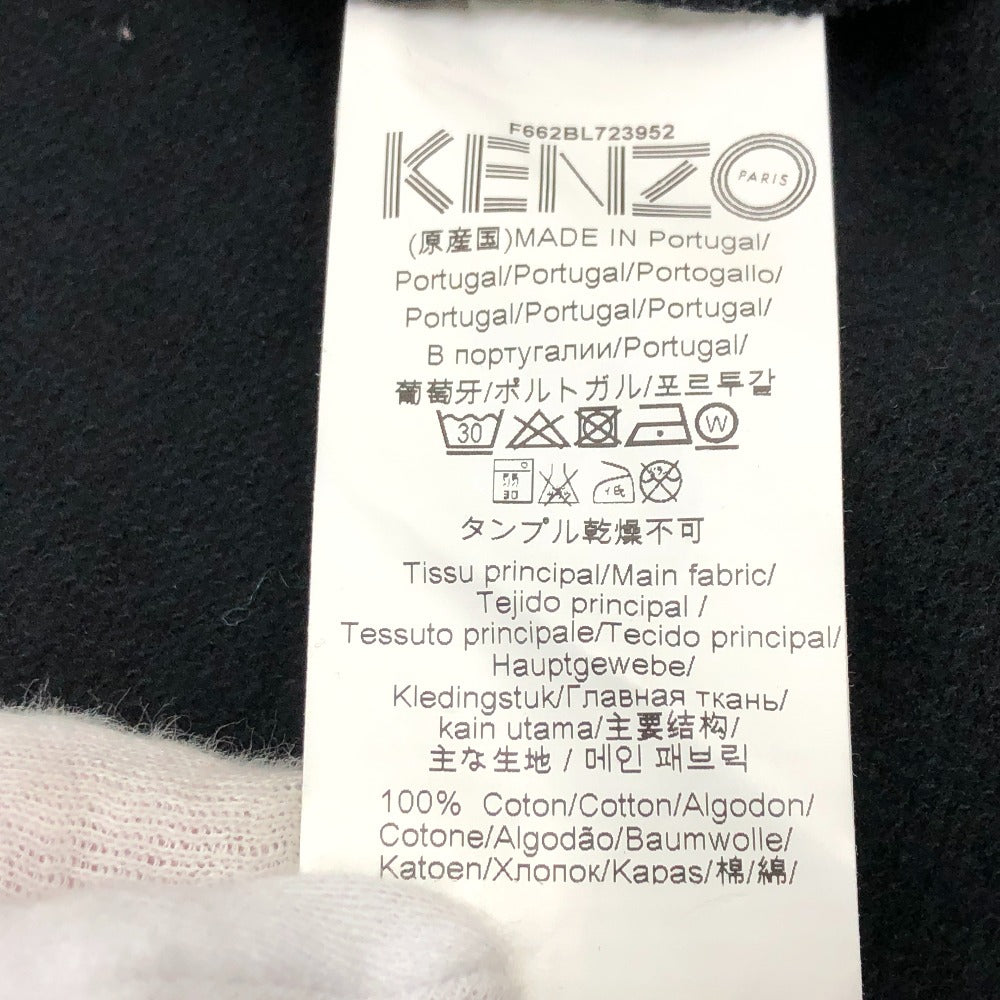 F662BL723952
KENZO PARIS
(原産国)MADE IN Portugal/
Portugal/Portugal/Portogallo/
Portugal/Portugal/Portugal/
В португалии/Portugal/
葡萄牙/ポルトガル/포르투갈
30 W
30 低
タンプル乾燥不可
Tissu principal/Main fabric/
Tejido principal /
Tessuto principale/Tecido principal/
Hauptgewebe/
Kledingstuk/Главная ткань/
kain utama/主要结构/
主な生地 / 메인 패브릭
100% Coton/Cotton/Algodon/
Cotone/Algodão/Baumwolle/
Katoen/Хлопок/Kapas/棉/綿/